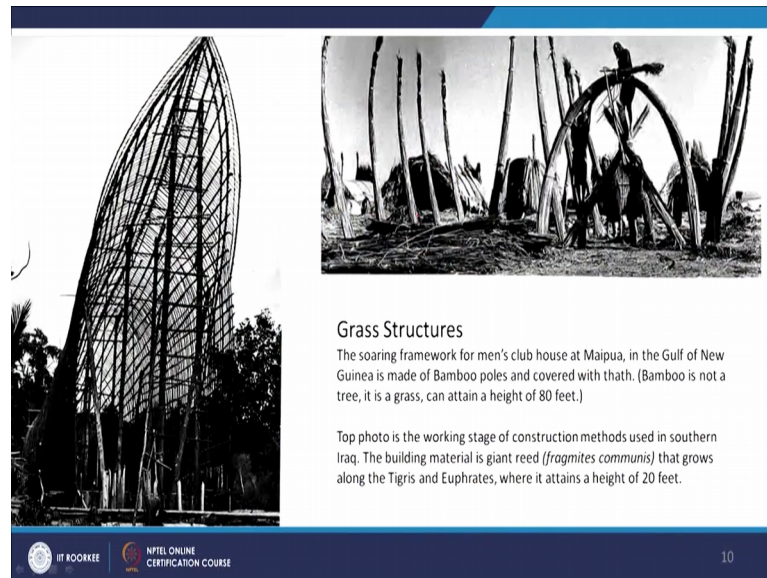 Grass Structures
The soaring framework for men's club house at Maipua, in the Gulf of New
Guinea is made of Bamboo poles and covered with thath. (Bamboo is not a
tree, it is a grass, can attain a height of 80 feet.)
Top photo is the working stage of construction methods used in southern
Iraq. The building material is giant reed (fragmites communis) that grows
along the Tigris and Euphrates, where it attains a height of 20 feet.
IIT ROORKEE
NPTEL ONLINE
CERTIFICATION COURSE
10